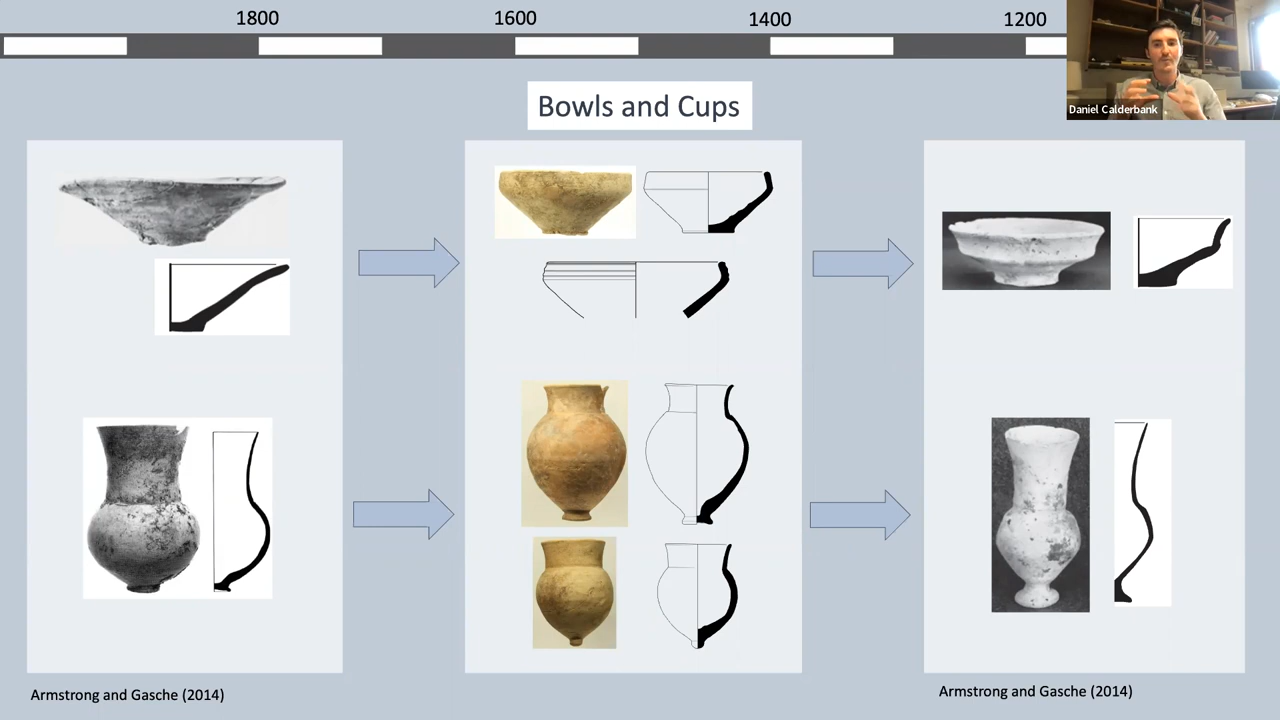 1800
1600
1400
1200
Daniel Calderbank
Bowls and Cups
Armstrong and Gasche (2014)
Armstrong and Gasche (2014)